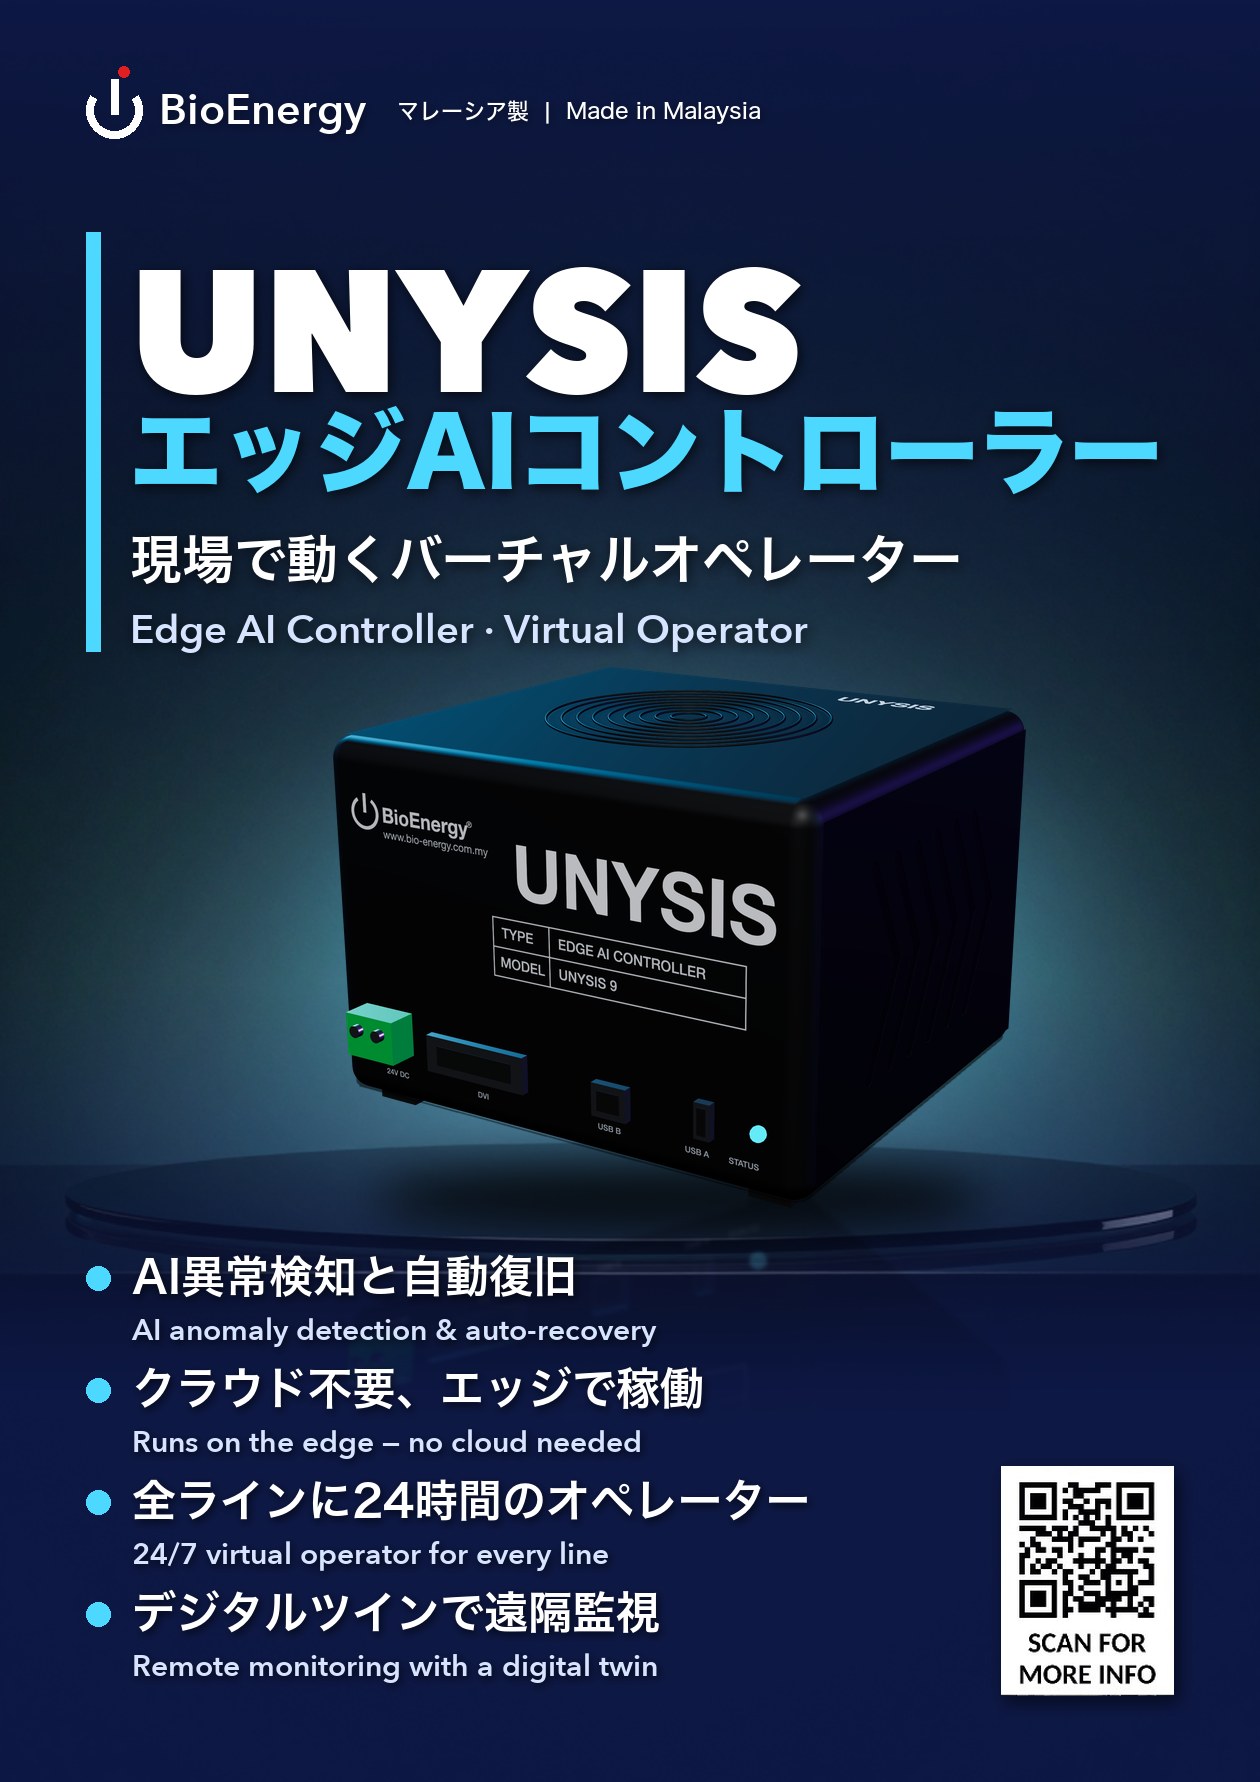 BioEnergy マレーシア製 | Made in Malaysia
UNYSIS
エッジAIコントローラー
現場で動くバーチャルオペレーター
Edge AI Controller · Virtual Operator
UNYSIS
BioEnergy®
www.bio-energy.com.my
UNYSIS
TYPE EDGE AI CONTROLLER
MODEL UNYSIS 9
24V DC
DVI
USB B
USB A
STATUS
AI異常検知と自動復旧
AI anomaly detection & auto-recovery
クラウド不要、エッジで稼働
Runs on the edge – no cloud needed
全ラインに24時間のオペレーター
24/7 virtual operator for every line
デジタルツインで遠隔監視
Remote monitoring with a digital twin
SCAN FOR
MORE INFO